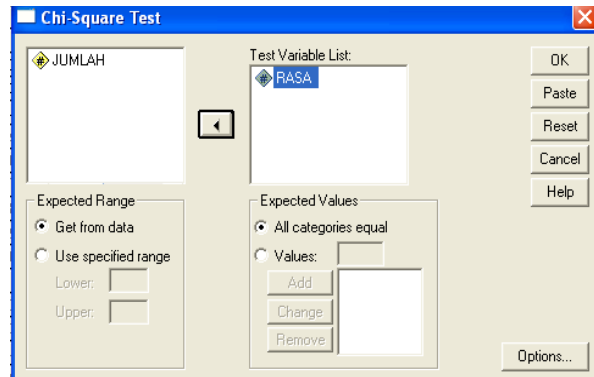 Chi-Square Test
JUMLAH
Test Variable List:
RASA
OK
Paste
Reset
Cancel
Help
Expected Range
Get from data
Use specified range
Lower:
Upper:
Expected Values
All categories equal
Values:
Add
Change
Remove
Options...